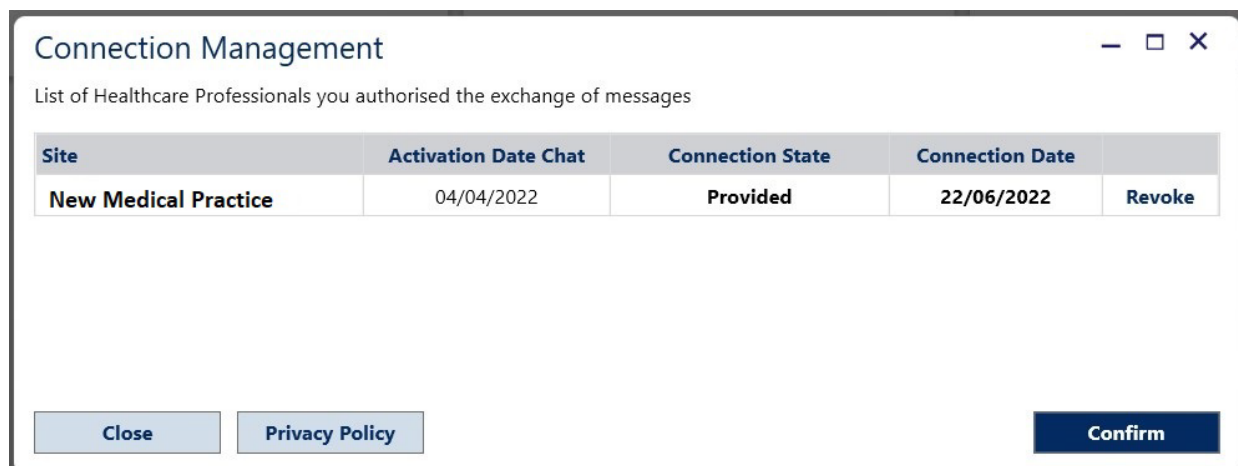 Connection Management
List of Healthcare Professionals you authorised the exchange of messages
Site Activation Date Chat Connection State Connection Date
New Medical Practice 04/04/2022 Provided 22/06/2022 Revoke
Close Privacy Policy Confirm